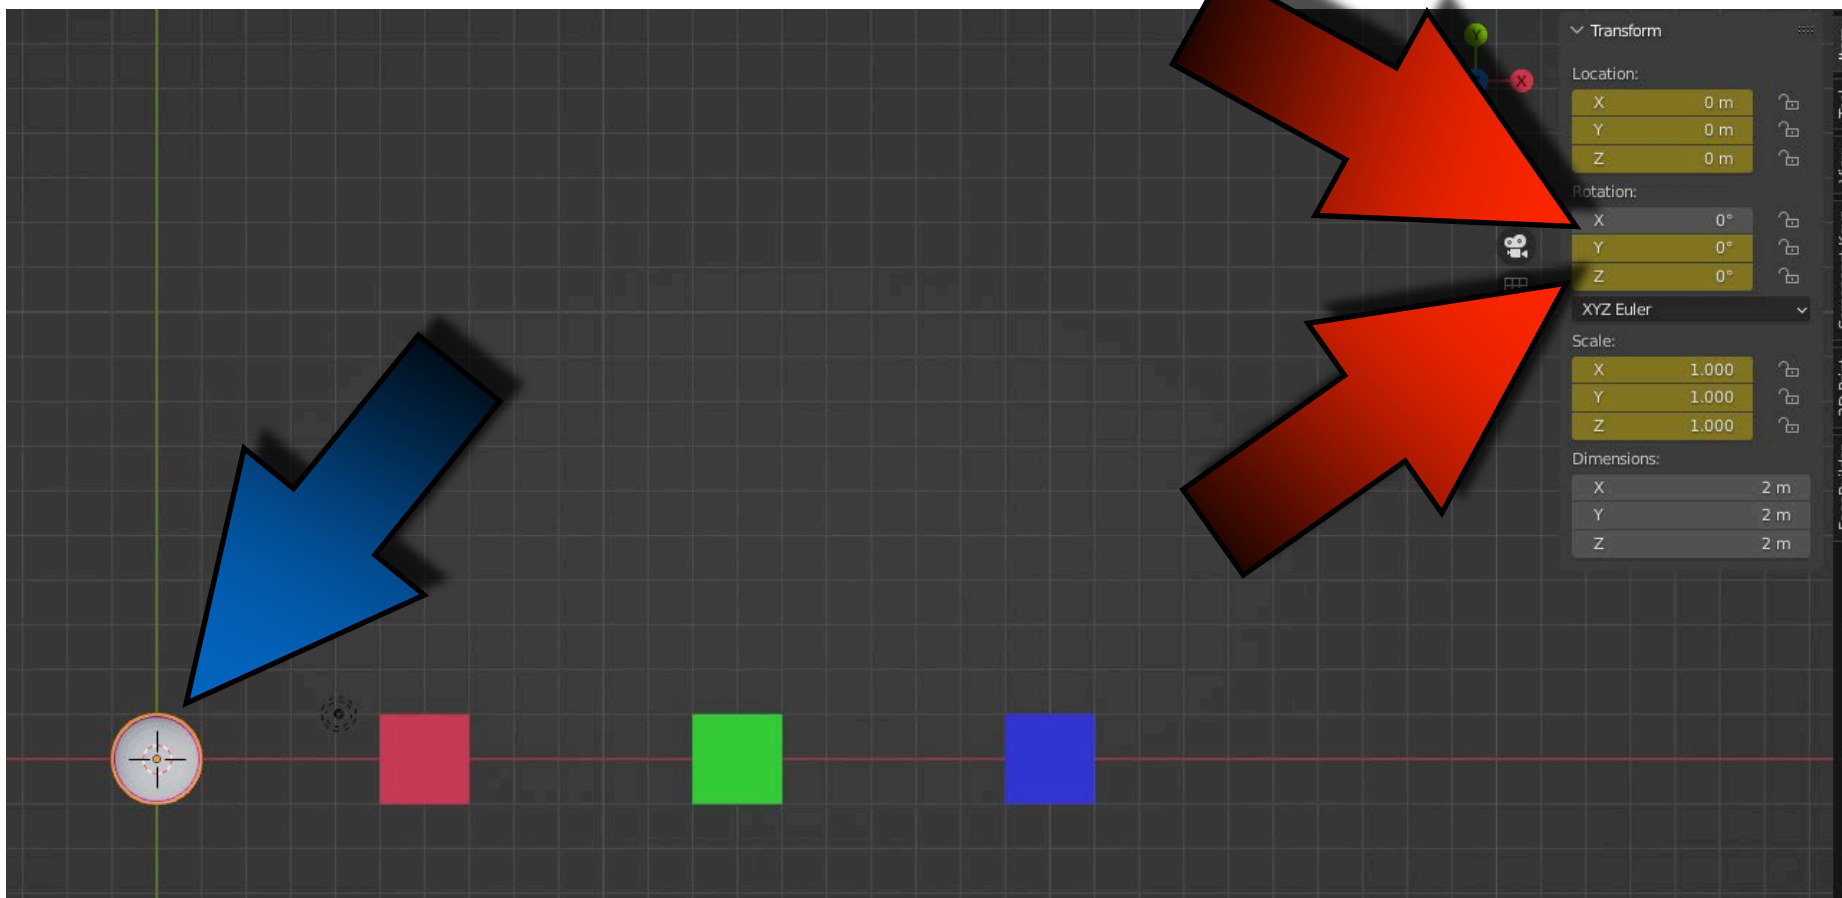 Y
X
Transform
Location:
X 0 m
Y 0 m
Z 0 m
Rotation:
X 0°
Y 0°
Z 0°
XYZ Euler
Scale:
X 1.000
Y 1.000
Z 1.000
Dimensions:
X 2 m
Y 2 m
Z 2 m